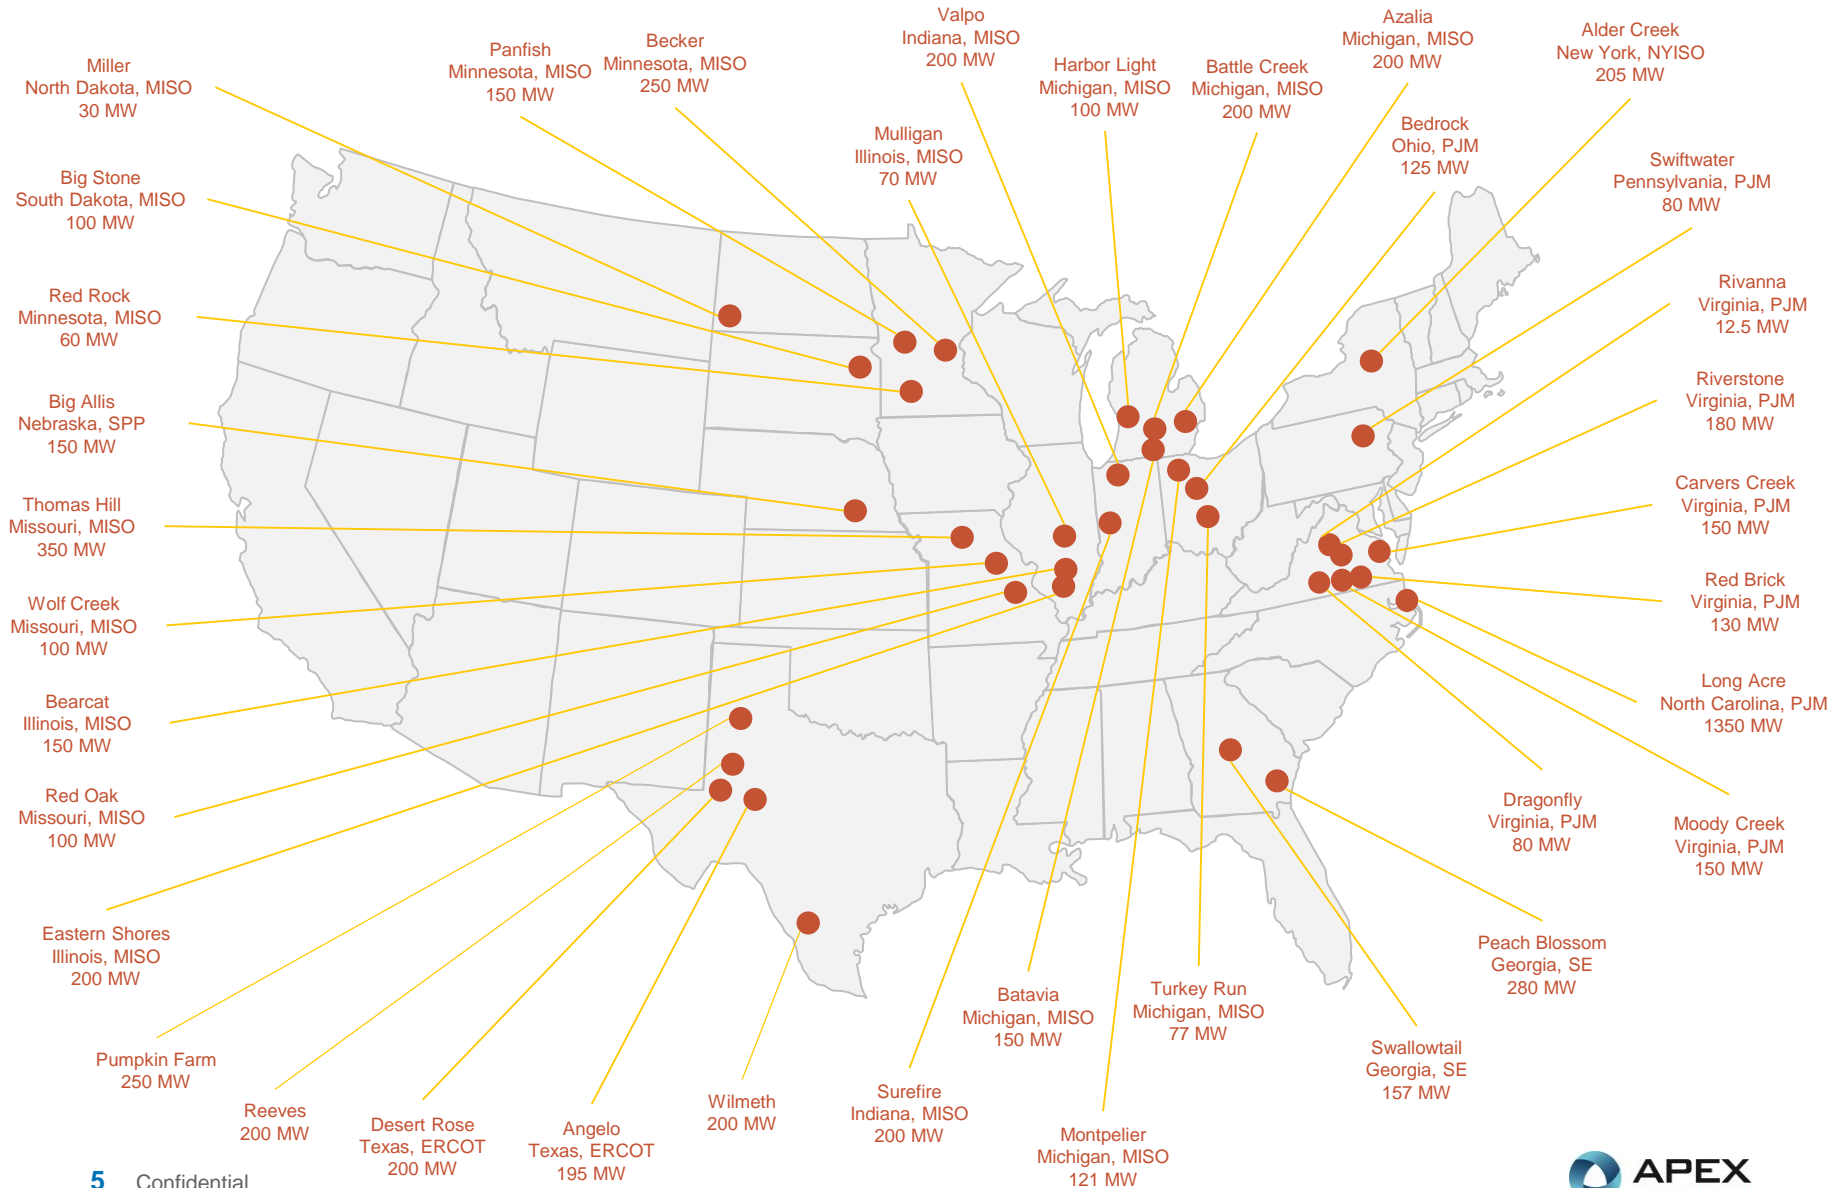 Miller
North Dakota, MISO
30 MW
Panfish
Minnesota, MISO
150 MW
Becker
Minnesota, MISO
250 MW
Valpo
Indiana, MISO
200 MW
Harbor Light
Michigan, MISO
100 MW
Battle Creek
Michigan, MISO
200 MW
Azalia
Michigan, MISO
200 MW
Alder Creek
New York, NYISO
205 MW
Mulligan
Illinois, MISO
70 MW
Bedrock
Ohio, PJM
125 MW
Swiftwater
Pennsylvania, PJM
80 MW
Big Stone
South Dakota, MISO
100 MW
Rivanna
Virginia, PJM
12.5 MW
Red Rock
Minnesota, MISO
60 MW
Riverstone
Virginia, PJM
180 MW
Big Allis
Nebraska, SPP
150 MW
Carvers Creek
Virginia, PJM
150 MW
Thomas Hill
Missouri, MISO
350 MW
Red Brick
Virginia, PJM
130 MW
Wolf Creek
Missouri, MISO
100 MW
Long Acre
North Carolina, PJM
1350 MW
Bearcat
Illinois, MISO
150 MW
Red Oak
Missouri, MISO
100 MW
Dragonfly
Virginia, PJM
80 MW
Moody Creek
Virginia, PJM
150 MW
Eastern Shores
Illinois, MISO
200 MW
Peach Blossom
Georgia, SE
280 MW
Batavia
Michigan, MISO
150 MW
Turkey Run
Michigan, MISO
77 MW
Pumpkin Farm
250 MW
Swallowtail
Georgia, SE
157 MW
Reeves
200 MW
Desert Rose
Texas, ERCOT
200 MW
Angelo
Texas, ERCOT
195 MW
Wilmeth
200 MW
Surefire
Indiana, MISO
200 MW
Montpelier
Michigan, MISO
121 MW
5 Confidential
APEX